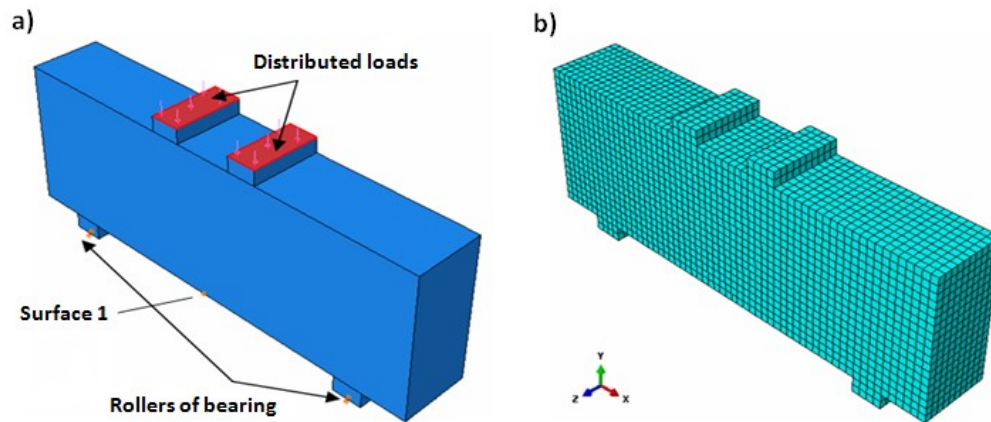 a)
Distributed loads
Surface 1
Rollers of bearing
b)
Y
Z
X